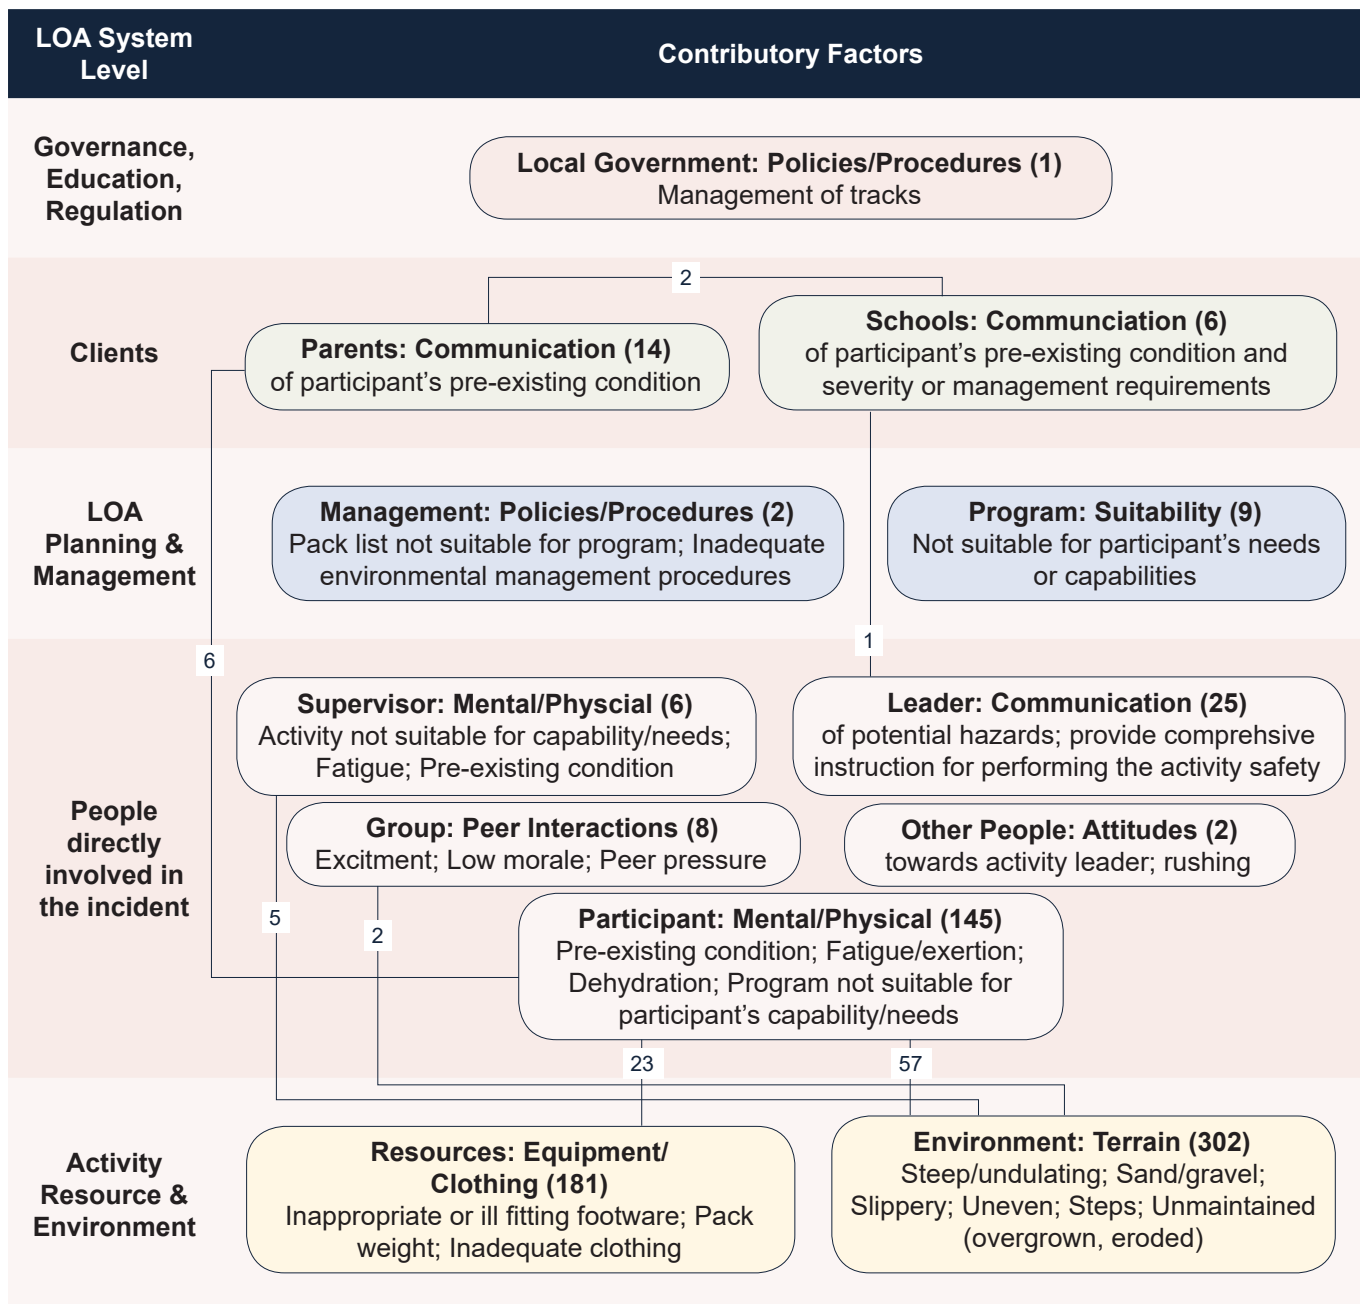 LOA System
Level
Contributory Factors
Governance,
Education,
Regulation
Local Government: Policies/Procedures (1)
Management of tracks
2
Clients
Parents: Communication (14)
of participant’s pre-existing condition
Schools: Communciation (6)
of participant’s pre-existing condition and
severity or management requirements
LOA
Planning &
Management
Management: Policies/Procedures (2)
Pack list not suitable for program; Inadequate
environmental management procedures
Program: Suitability (9)
Not suitable for participant’s needs
or capabilities
6
1
People
directly
involved in
the incident
Supervisor: Mental/Physcial (6)
Activity not suitable for capability/needs;
Fatigue; Pre-existing condition
Leader: Communication (25)
of potential hazards; provide comprehsive
instruction for performing the activity safety
Group: Peer Interactions (8)
Excitment; Low morale; Peer pressure
Other People: Attitudes (2)
towards activity leader; rushing
5
2
Participant: Mental/Physical (145)
Pre-existing condition; Fatigue/exertion;
Dehydration; Program not suitable for
participant’s capability/needs
23
57
Activity
Resource &
Environment
Resources: Equipment/
Clothing (181)
Inappropriate or ill fitting footware; Pack
weight; Inadequate clothing
Environment: Terrain (302)
Steep/undulating; Sand/gravel;
Slippery; Uneven; Steps; Unmaintained
(overgrown, eroded)